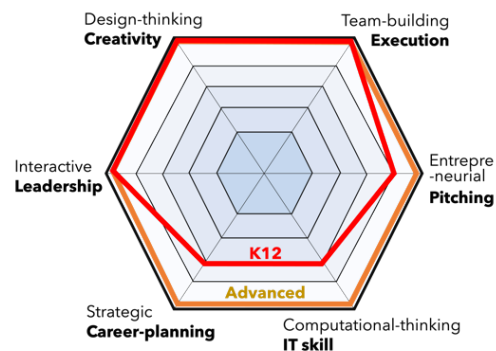 Design-thinking
Creativity
Team-building
Execution
Interactive
Leadership
Entrepre
-neurial
Pitching
K12
Advanced
Strategic
Career-planning
Computational-thinking
IT skill